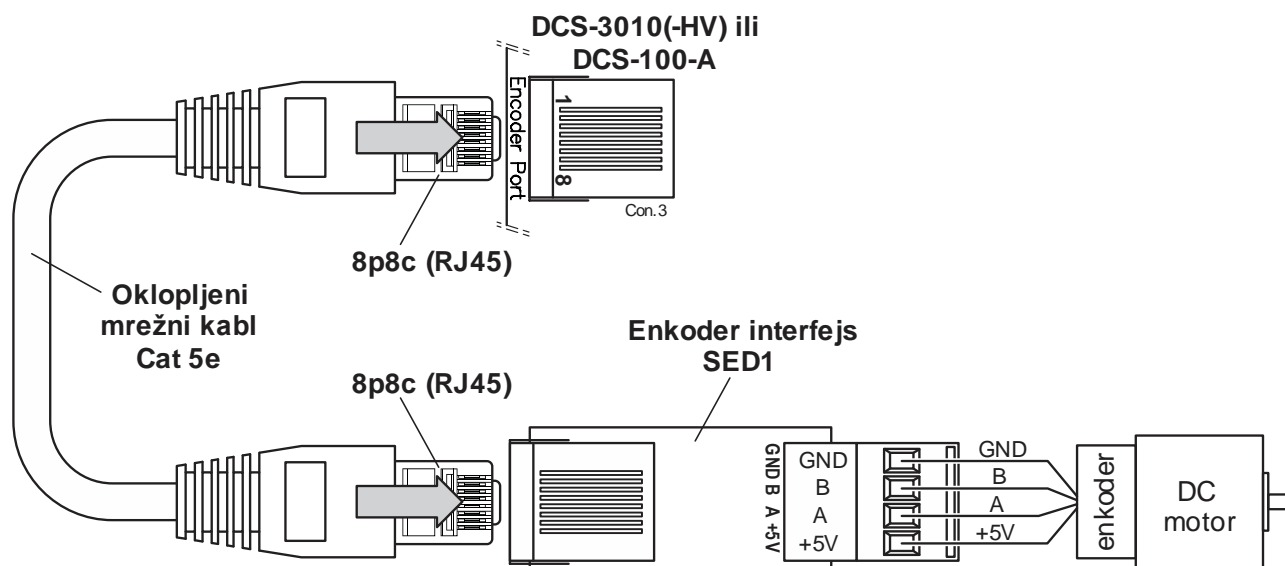 DCS-3010(-HV) ili
DCS-100-A
Encoder Port
1
8
Con.3
8p8c (RJ45)
Oklopljeni
mrežni kabl
Cat 5e
Enkoder interfejs
SED1
8p8c (RJ45)
GND B A +5V
GND
B
A
+5V
GND
B
A
+5V
enkoder
DC
motor